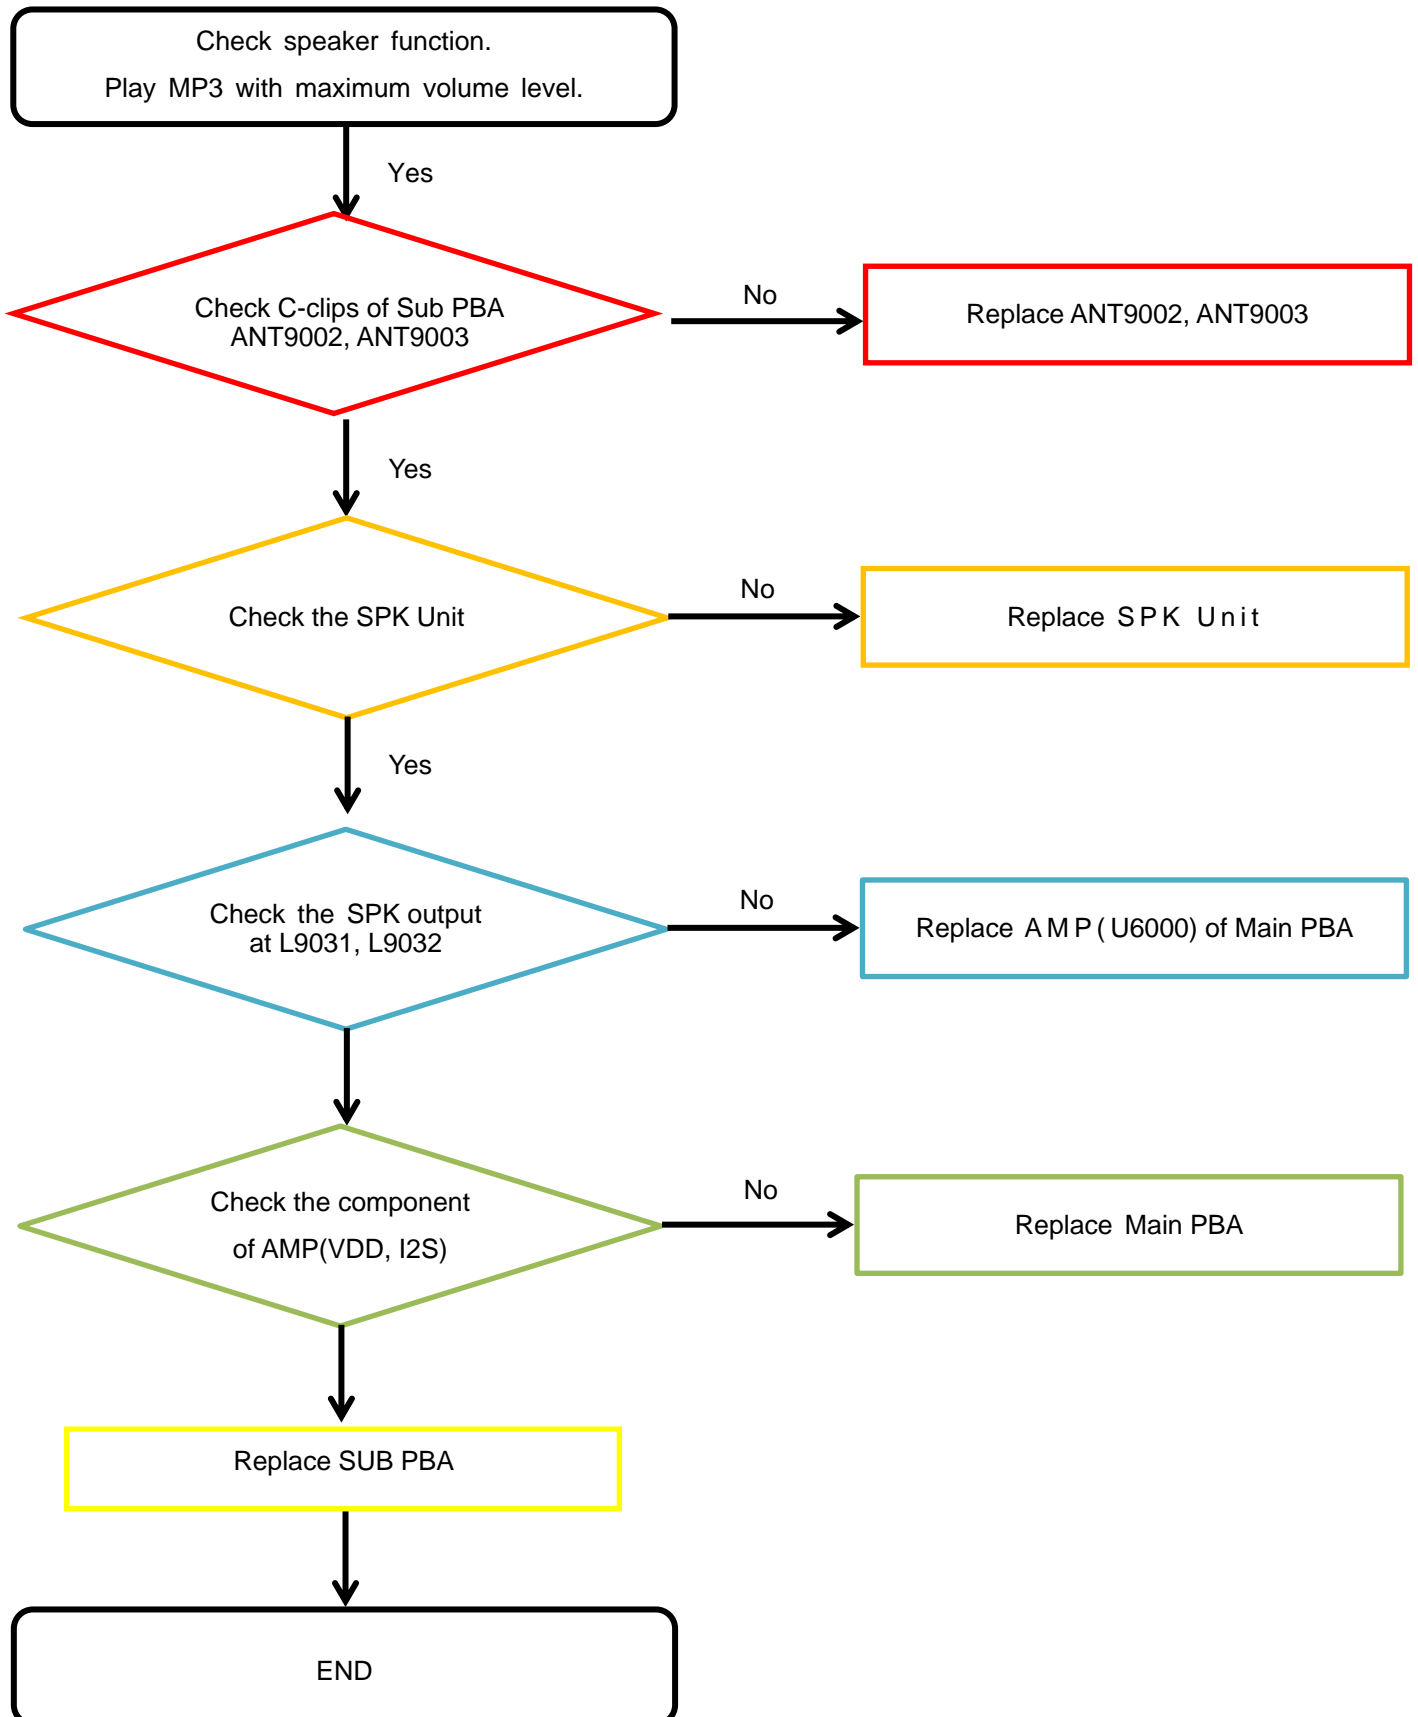 Check speaker function.
Play MP3 with maximum volume level.
Yes
Check C-clips of Sub PBA
ANT9002, ANT9003
No
Replace ANT9002, ANT9003
Yes
Check the SPK Unit
No
Replace SPK Unit
Yes
Check the SPK output
at L9031, L9032
No
Replace AMP(U6000) of Main PBA
Check the component
of AMP(VDD, I2S)
No
Replace Main PBA
Replace SUB PBA
END